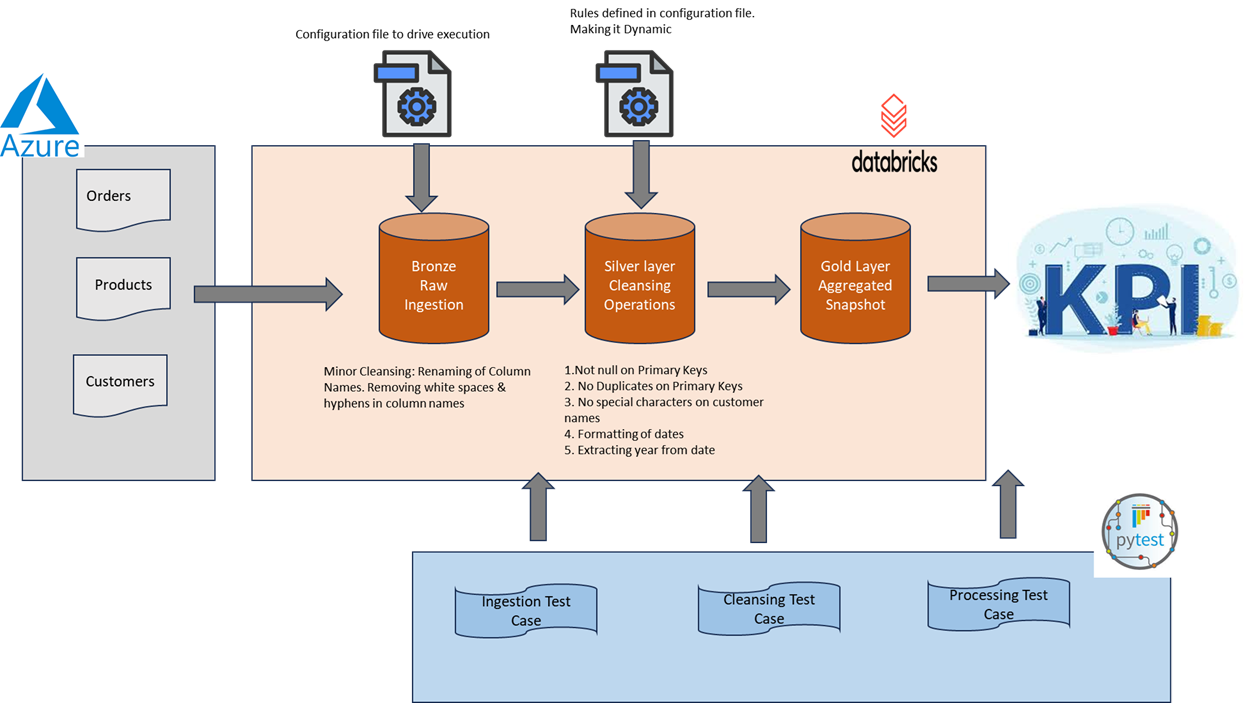 Rules defined in configuration file.
Making it Dynamic
Configuration file to drive execution
Azure
databricks
Orders
Products
Customers
Bronze
Raw
Ingestion
Silver layer
Cleansing
Operations
Gold Layer
Aggregated
Snapshot
KPI
Minor Cleansing: Renaming of Column
Names. Removing white spaces &
hyphens in column names
1.Not null on Primary Keys
2. No Duplicates on Primary Keys
3. No special characters on customer
names
4. Formatting of dates
5. Extracting year from date
pytest
Ingestion Test
Case
Cleansing Test
Case
Processing Test
Case